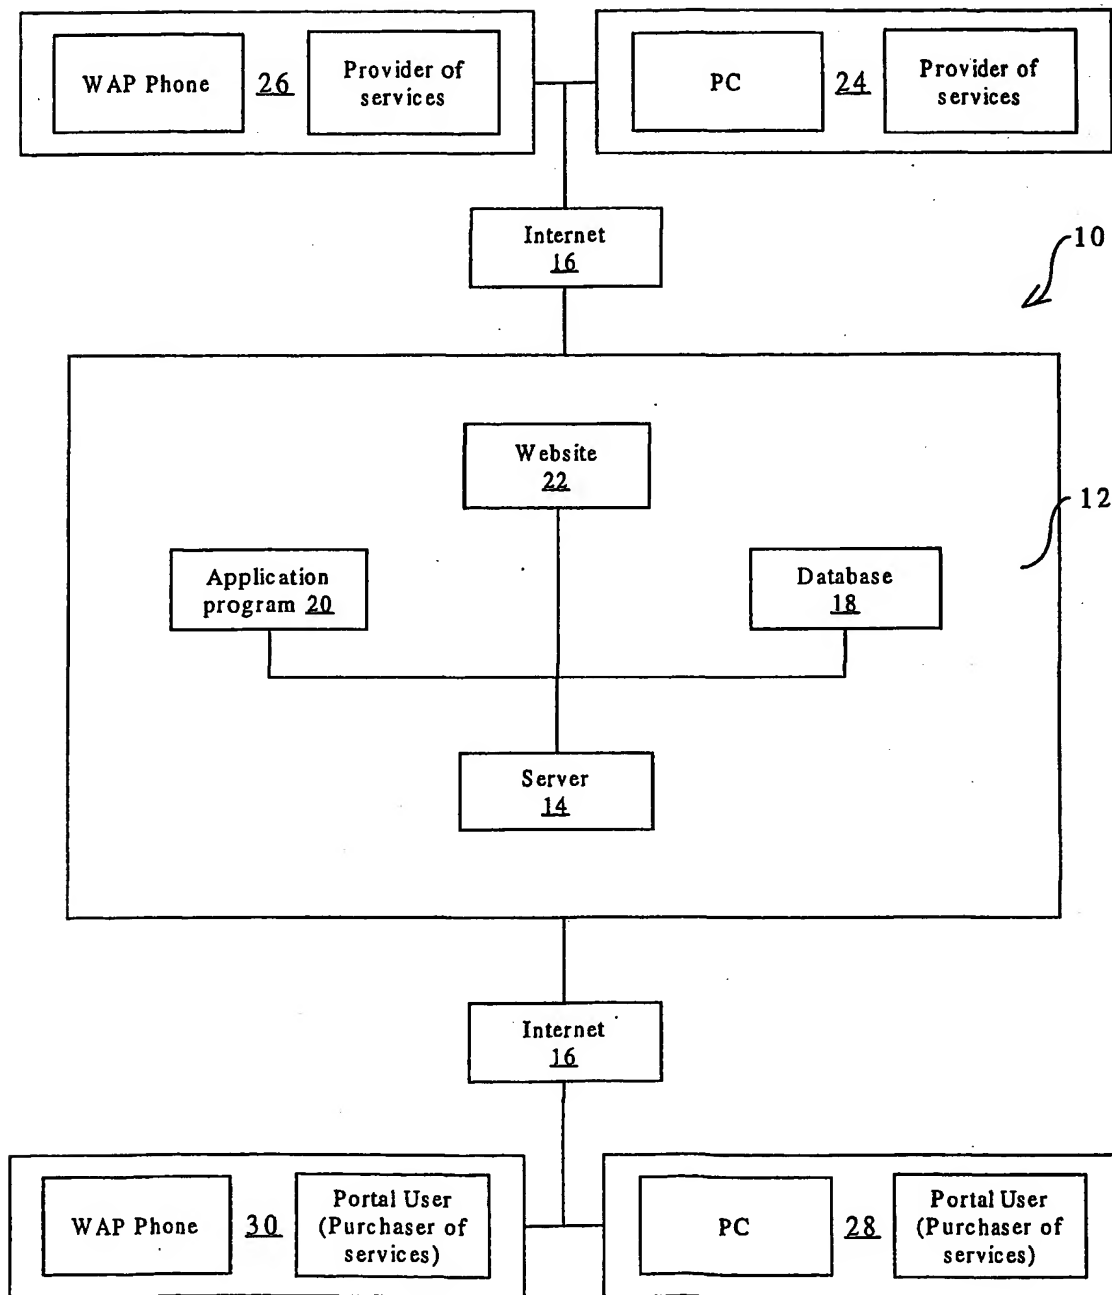 WAP Phone
26
Provider of
services
PC
24
Provider of
services
Internet
16
10
Website
22
12
Application
program 20
Database
18
Server
14
Internet
16
WAP Phone
30
Portal User
(Purchaser of
services)
PC
28
Portal User
(Purchaser of
services)